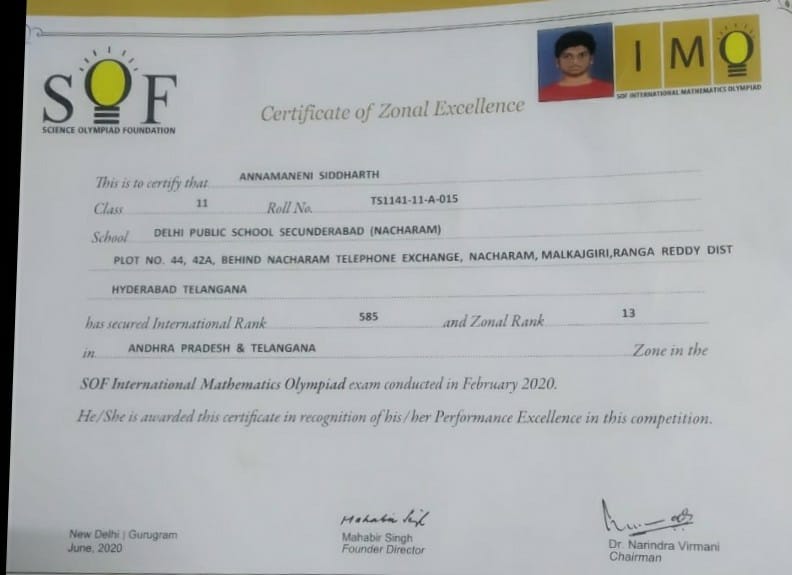 SOF
SCIENCE OLYMPIAD FOUNDATION
IMO
SOF INTERNATIONAL MATHEMATICS OLYMPIAD
Certificate of Zonal Excellence
This is to certify that ANNAMANENI SIDDHARTH
Class 11 Roll No. TS1141-11-A-015
School DELHI PUBLIC SCHOOL SECUNDERABAD (NACHARAM)
PLOT NO. 44, 42A, BEHIND NACHARAM TELEPHONE EXCHANGE, NACHARAM, MALKAJGIRI,RANGA REDDY DIST
HYDERABAD TELANGANA
has secured International Rank 585 and Zonal Rank 13
in ANDHRA PRADESH & TELANGANA Zone in the
SOF International Mathematics Olympiad exam conducted in February 2020.
He/She is awarded this certificate in recognition of his/her Performance Excellence in this competition.
New Delhi | Gurugram
June, 2020
Mahabir Singh
Mahabir Singh
Founder Director
Dr. Narindra Virmani
Chairman